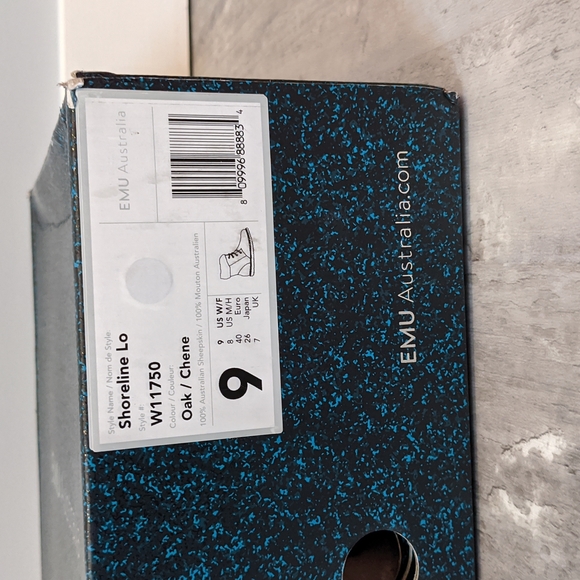 Style Name / Nom de Style
Shoreline Lo
Style #
W11750
Colour / Couleur:
Oak / Chene
100% Australian Sheepskin / 100% Mouton Australien
EMU Australia
8 09996 88883 4
9
9 US W/F
8 US M/H
40 Euro
26 Japan
7 UK
EMU Australia.com